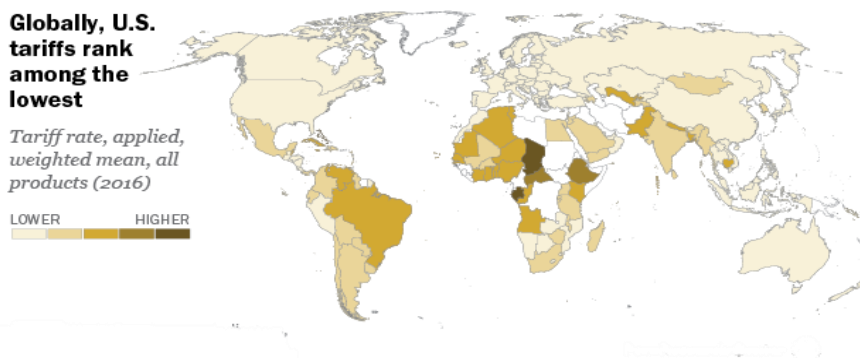 Globally, U.S.
tariffs rank
among the
lowest
Tariff rate, applied,
weighted mean, all
products (2016)
LOWER HIGHER